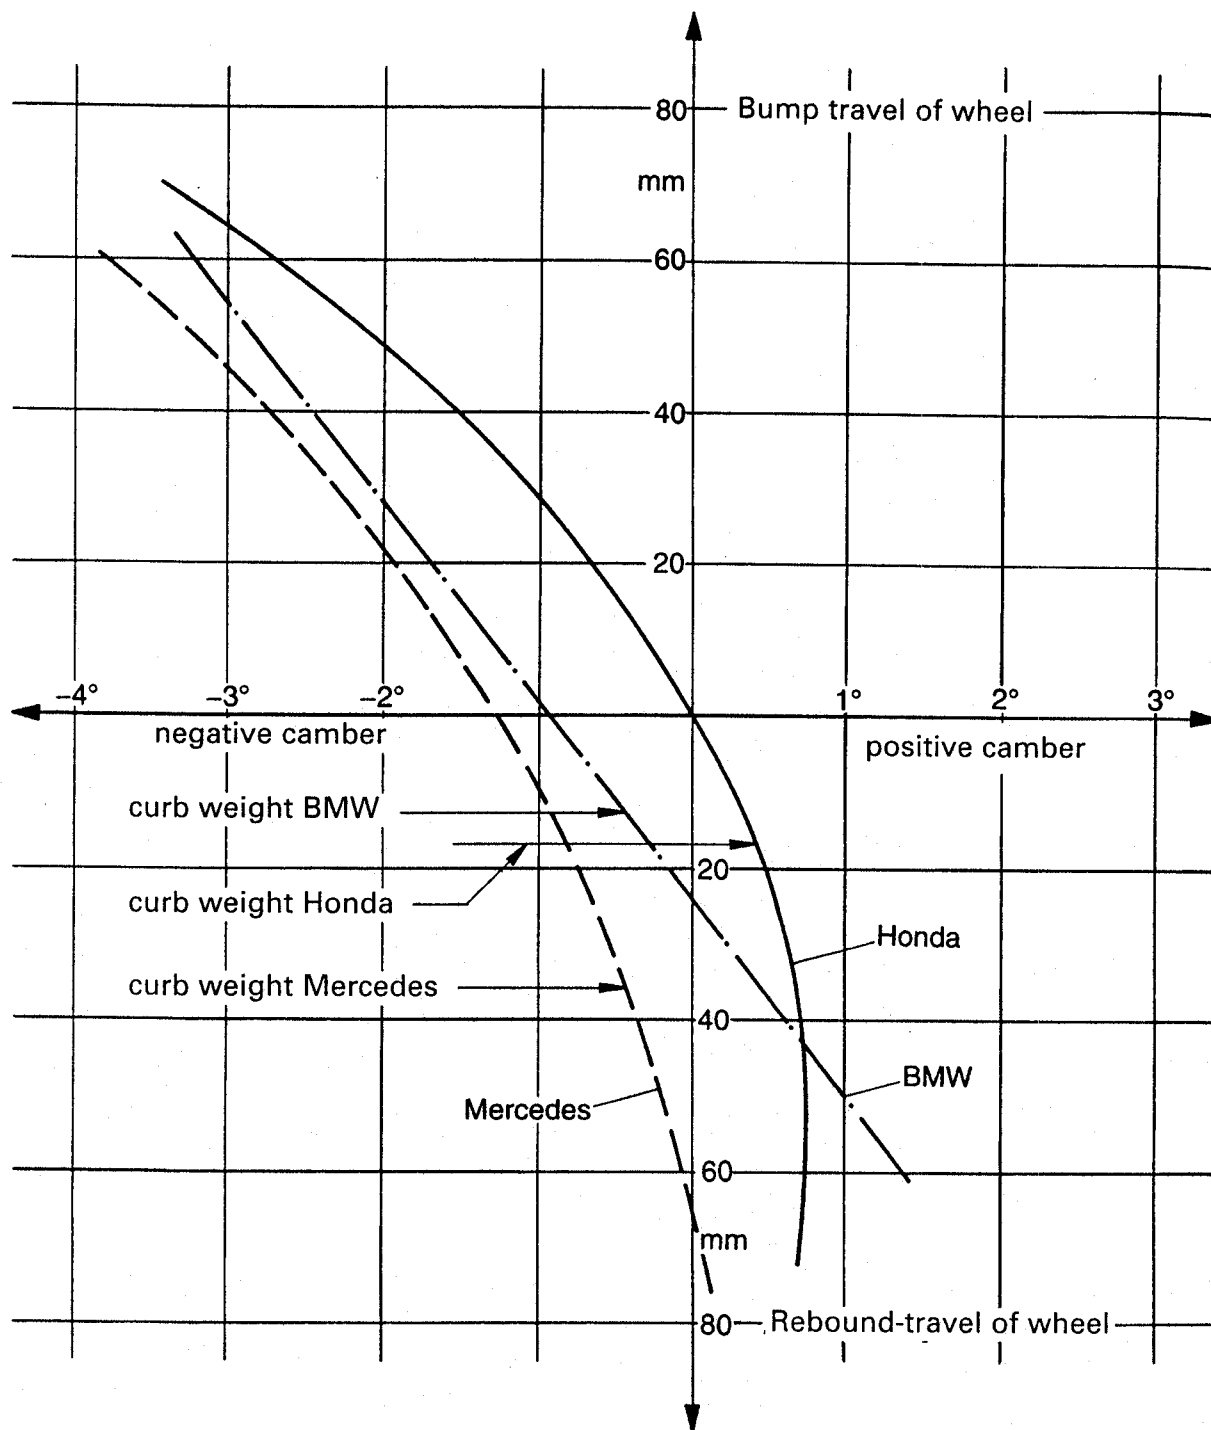 80
Bump travel of wheel
mm
60
40
20
–4°
–3°
–2°
1°
2°
3°
negative camber
positive camber
curb weight BMW
20
curb weight Honda
Honda
curb weight Mercedes
40
BMW
Mercedes
60
mm
80
Rebound-travel of wheel